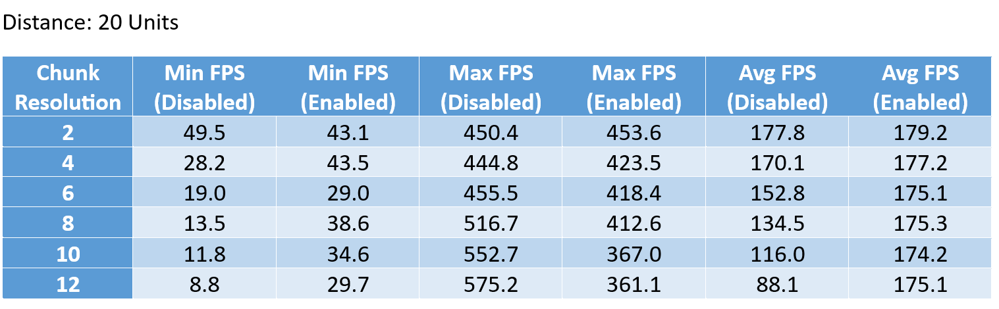 Distance: 20 Units
Chunk Resolution Min FPS (Disabled) Min FPS (Enabled) Max FPS (Disabled) Max FPS (Enabled) Avg FPS (Disabled) Avg FPS (Enabled)
2 49.5 43.1 450.4 453.6 177.8 179.2
4 28.2 43.5 444.8 423.5 170.1 177.2
6 19.0 29.0 455.5 418.4 152.8 175.1
8 13.5 38.6 516.7 412.6 134.5 175.3
10 11.8 34.6 552.7 367.0 116.0 174.2
12 8.8 29.7 575.2 361.1 88.1 175.1